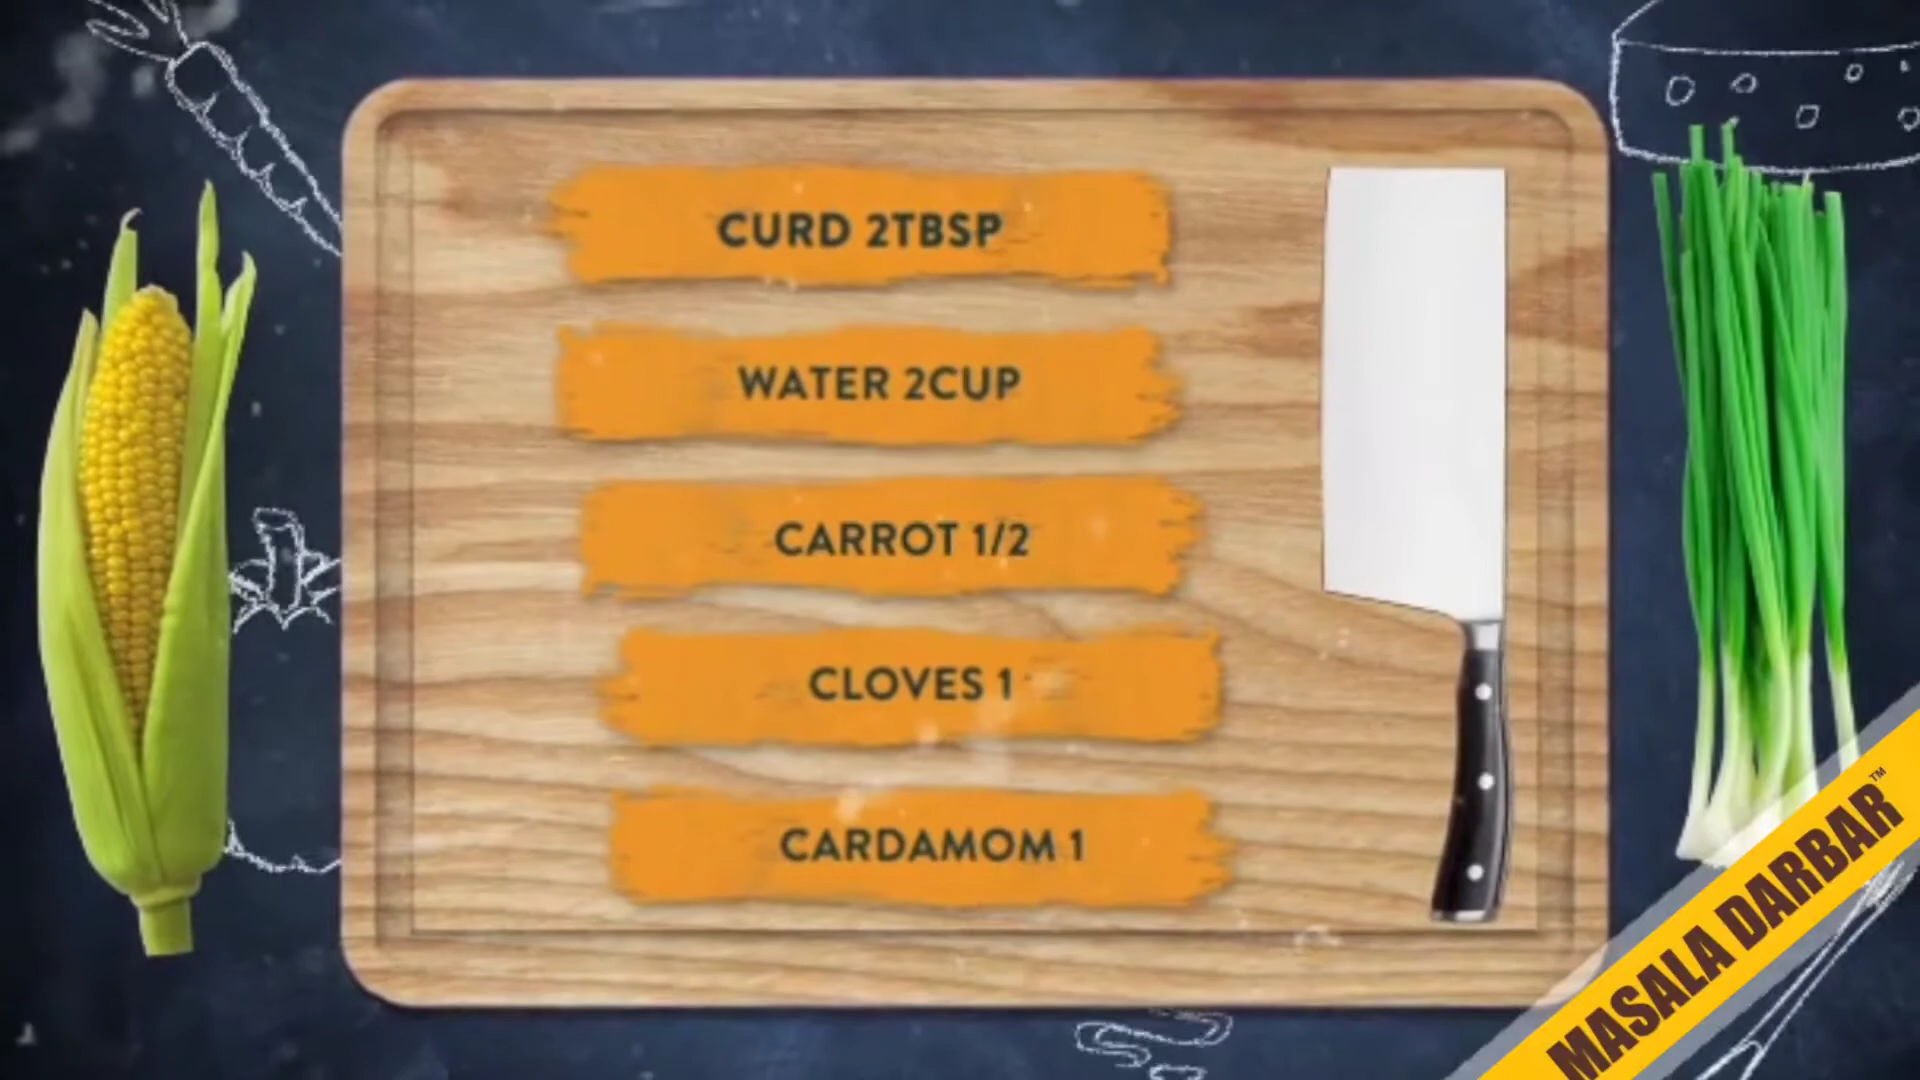 CURD 2TBSP
WATER 2CUP
CARROT 1/2
CLOVES 1
CARDAMOM 1
MASALA DARBAR™